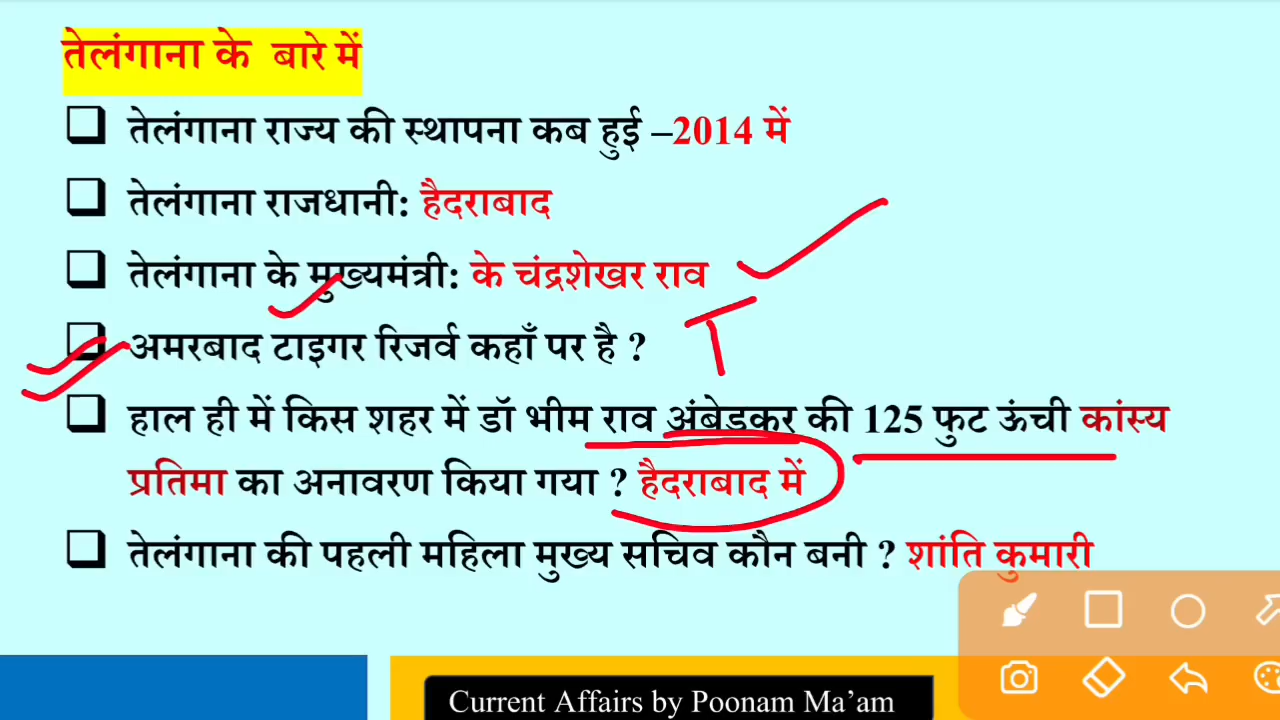 तेलंगाना के बारे में
तेलंगाना राज्य की स्थापना कब हुई –2014 में
तेलंगाना राजधानी: हैदराबाद
तेलंगाना के मुख्यमंत्री: के चंद्रशेखर राव
अमरबाद टाइगर रिजर्व कहाँ पर है ?
हाल ही में किस शहर में डॉ भीम राव अंबेडकर की 125 फुट ऊंची कांस्य
प्रतिमा का अनावरण किया गया ? हैदराबाद में
तेलंगाना की पहली महिला मुख्य सचिव कौन बनी ? शांति कुमारी
Current Affairs by Poonam Ma’am